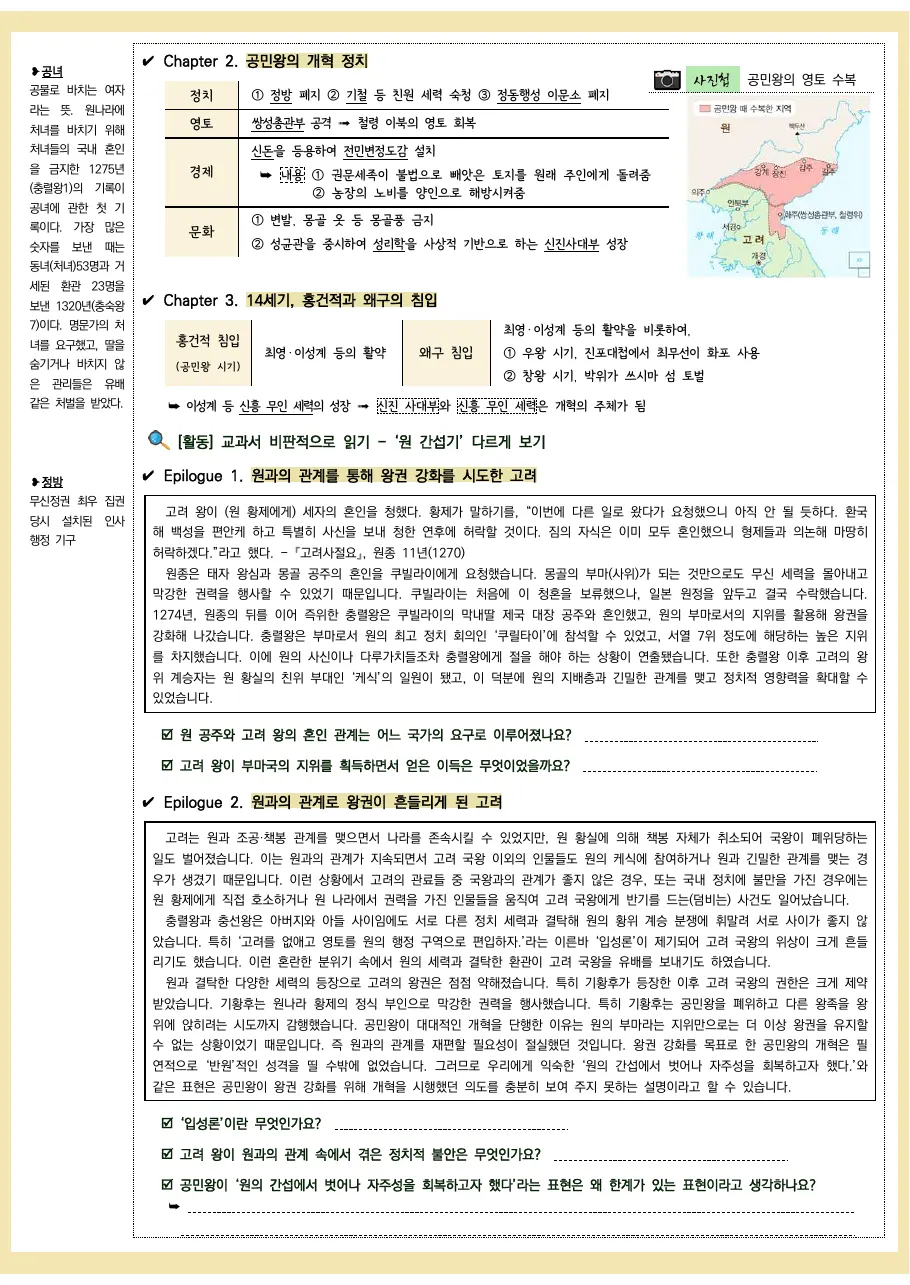 ❥공녀
공물로 바치는 여자
라는 뜻. 원나라에
처녀를 바치기 위해
처녀들의 국내 혼인
을 금지한 1275년
(충렬왕1)의 기록이
공녀에 관한 첫 기
록이다. 가장 많은
숫자를 보낸 때는
동녀(처녀)53명과 거
세된 환관 23명을
보낸 1320년(충숙왕
7)이다. 명문가의 처
녀를 요구했고, 딸을
숨기거나 바치지 않
은 관리들은 유배
같은 처벌을 받았다.
❥정방
무신정권 최우 집권
당시 설치된 인사
행정 기구
✔ Chapter 2. 공민왕의 개혁 정치
정치 ① 정방 폐지 ② 기철 등 친원 세력 숙청 ③ 정동행성 이문소 폐지
영토 쌍성총관부 공격 ➞ 철령 이북의 영토 회복
경제 신돈을 등용하여 전민변정도감 설치
➥ 내용 ① 권문세족이 불법으로 빼앗은 토지를 원래 주인에게 돌려줌
② 농장의 노비를 양인으로 해방시켜줌
문화 ① 변발, 몽골 옷 등 몽골풍 금지
② 성균관을 중시하여 성리학을 사상적 기반으로 하는 신진사대부 성장
사진첩 공민왕의 영토 수복
공민왕 때 수복한 지역
원
백두산
강계 장진 갑주 길주
의주
안북부
화주(쌍성총관부, 철령위)
서경
황해
동해
고려
개경
✔ Chapter 3. 14세기, 홍건적과 왜구의 침입
홍건적 침입
(공민왕 시기)
최영·이성계 등의 활약
왜구 침입
최영·이성계 등의 활약을 비롯하여,
① 우왕 시기, 진포대첩에서 최무선이 화포 사용
② 창왕 시기, 박위가 쓰시마 섬 토벌
➥ 이성계 등 신흥 무인 세력의 성장 ➞ 신진 사대부와 신흥 무인 세력은 개혁의 주체가 됨
[활동] 교과서 비판적으로 읽기 - ‘원 간섭기’ 다르게 보기
✔ Epilogue 1. 원과의 관계를 통해 왕권 강화를 시도한 고려
고려 왕이 (원 황제에게) 세자의 혼인을 청했다. 황제가 말하기를, “이번에 다른 일로 왔다가 요청했으니 아직 안 될 듯하다. 환국
해 백성을 편안케 하고 특별히 사신을 보내 청한 연후에 허락할 것이다. 짐의 자식은 이미 모두 혼인했으니 형제들과 의논해 마땅히
허락하겠다.”라고 했다. - 『고려사절요』, 원종 11년(1270)
원종은 태자 왕심과 몽골 공주의 혼인을 쿠빌라이에게 요청했습니다. 몽골의 부마(사위)가 되는 것만으로도 무신 세력을 몰아내고
막강한 권력을 행사할 수 있었기 때문입니다. 쿠빌라이는 처음에 이 청혼을 보류했으나, 일본 원정을 앞두고 결국 수락했습니다.
1274년, 원종의 뒤를 이어 즉위한 충렬왕은 쿠빌라이의 막내딸 제국 대장 공주와 혼인했고, 원의 부마로서의 지위를 활용해 왕권을
강화해 나갔습니다. 충렬왕은 부마로서 원의 최고 정치 회의인 ‘쿠릴타이’에 참석할 수 있었고, 서열 7위 정도에 해당하는 높은 지위
를 차지했습니다. 이에 원의 사신이나 다루가치들조차 충렬왕에게 절을 해야 하는 상황이 연출됐습니다. 또한 충렬왕 이후 고려의 왕
위 계승자는 원 황실의 친위 부대인 ‘케식’의 일원이 됐고, 이 덕분에 원의 지배층과 긴밀한 관계를 맺고 정치적 영향력을 확대할 수
있었습니다.
☑ 원 공주와 고려 왕의 혼인 관계는 어느 국가의 요구로 이루어졌나요?
☑ 고려 왕이 부마국의 지위를 획득하면서 얻은 이득은 무엇이었을까요?
✔ Epilogue 2. 원과의 관계로 왕권이 흔들리게 된 고려
고려는 원과 조공·책봉 관계를 맺으면서 나라를 존속시킬 수 있었지만, 원 황실에 의해 책봉 자체가 취소되어 국왕이 폐위당하는
일도 벌어졌습니다. 이는 원과의 관계가 지속되면서 고려 국왕 이외의 인물들도 원의 케식에 참여하거나 원과 긴밀한 관계를 맺는 경
우가 생겼기 때문입니다. 이런 상황에서 고려의 관료들 중 국왕과의 관계가 좋지 않은 경우, 또는 국내 정치에 불만을 가진 경우에는
원 황제에게 직접 호소하거나 원 나라에서 권력을 가진 인물들을 움직여 고려 국왕에게 반기를 드는(덤비는) 사건도 일어났습니다.
충렬왕과 충선왕은 아버지와 아들 사이임에도 서로 다른 정치 세력과 결탁해 원의 황위 계승 분쟁에 휘말려 서로 사이가 좋지 않
았습니다. 특히 ‘고려를 없애고 영토를 원의 행정 구역으로 편입하자.’라는 이른바 ‘입성론’이 제기되어 고려 국왕의 위상이 크게 흔들
리기도 했습니다. 이런 혼란한 분위기 속에서 원의 세력과 결탁한 환관이 고려 국왕을 유배를 보내기도 하였습니다.
원과 결탁한 다양한 세력의 등장으로 고려의 왕권은 점점 약해졌습니다. 특히 기황후가 등장한 이후 고려 국왕의 권한은 크게 제약
받았습니다. 기황후는 원나라 황제의 정식 부인으로 막강한 권력을 행사했습니다. 특히 기황후는 공민왕을 폐위하고 다른 왕족을 왕
위에 앉히려는 시도까지 감행했습니다. 공민왕이 대대적인 개혁을 단행한 이유는 원의 부마라는 지위만으로는 더 이상 왕권을 유지할
수 없는 상황이었기 때문입니다. 즉 원과의 관계를 재편할 필요성이 절실했던 것입니다. 왕권 강화를 목표로 한 공민왕의 개혁은 필
연적으로 ‘반원’적인 성격을 띨 수밖에 없었습니다. 그러므로 우리에게 익숙한 ‘원의 간섭에서 벗어나 자주성을 회복하고자 했다.’와
같은 표현은 공민왕이 왕권 강화를 위해 개혁을 시행했던 의도를 충분히 보여 주지 못하는 설명이라고 할 수 있습니다.
☑ ‘입성론’이란 무엇인가요?
☑ 고려 왕이 원과의 관계 속에서 겪은 정치적 불안은 무엇인가요?
☑ 공민왕이 ‘원의 간섭에서 벗어나 자주성을 회복하고자 했다’라는 표현은 왜 한계가 있는 표현이라고 생각하나요?
➥